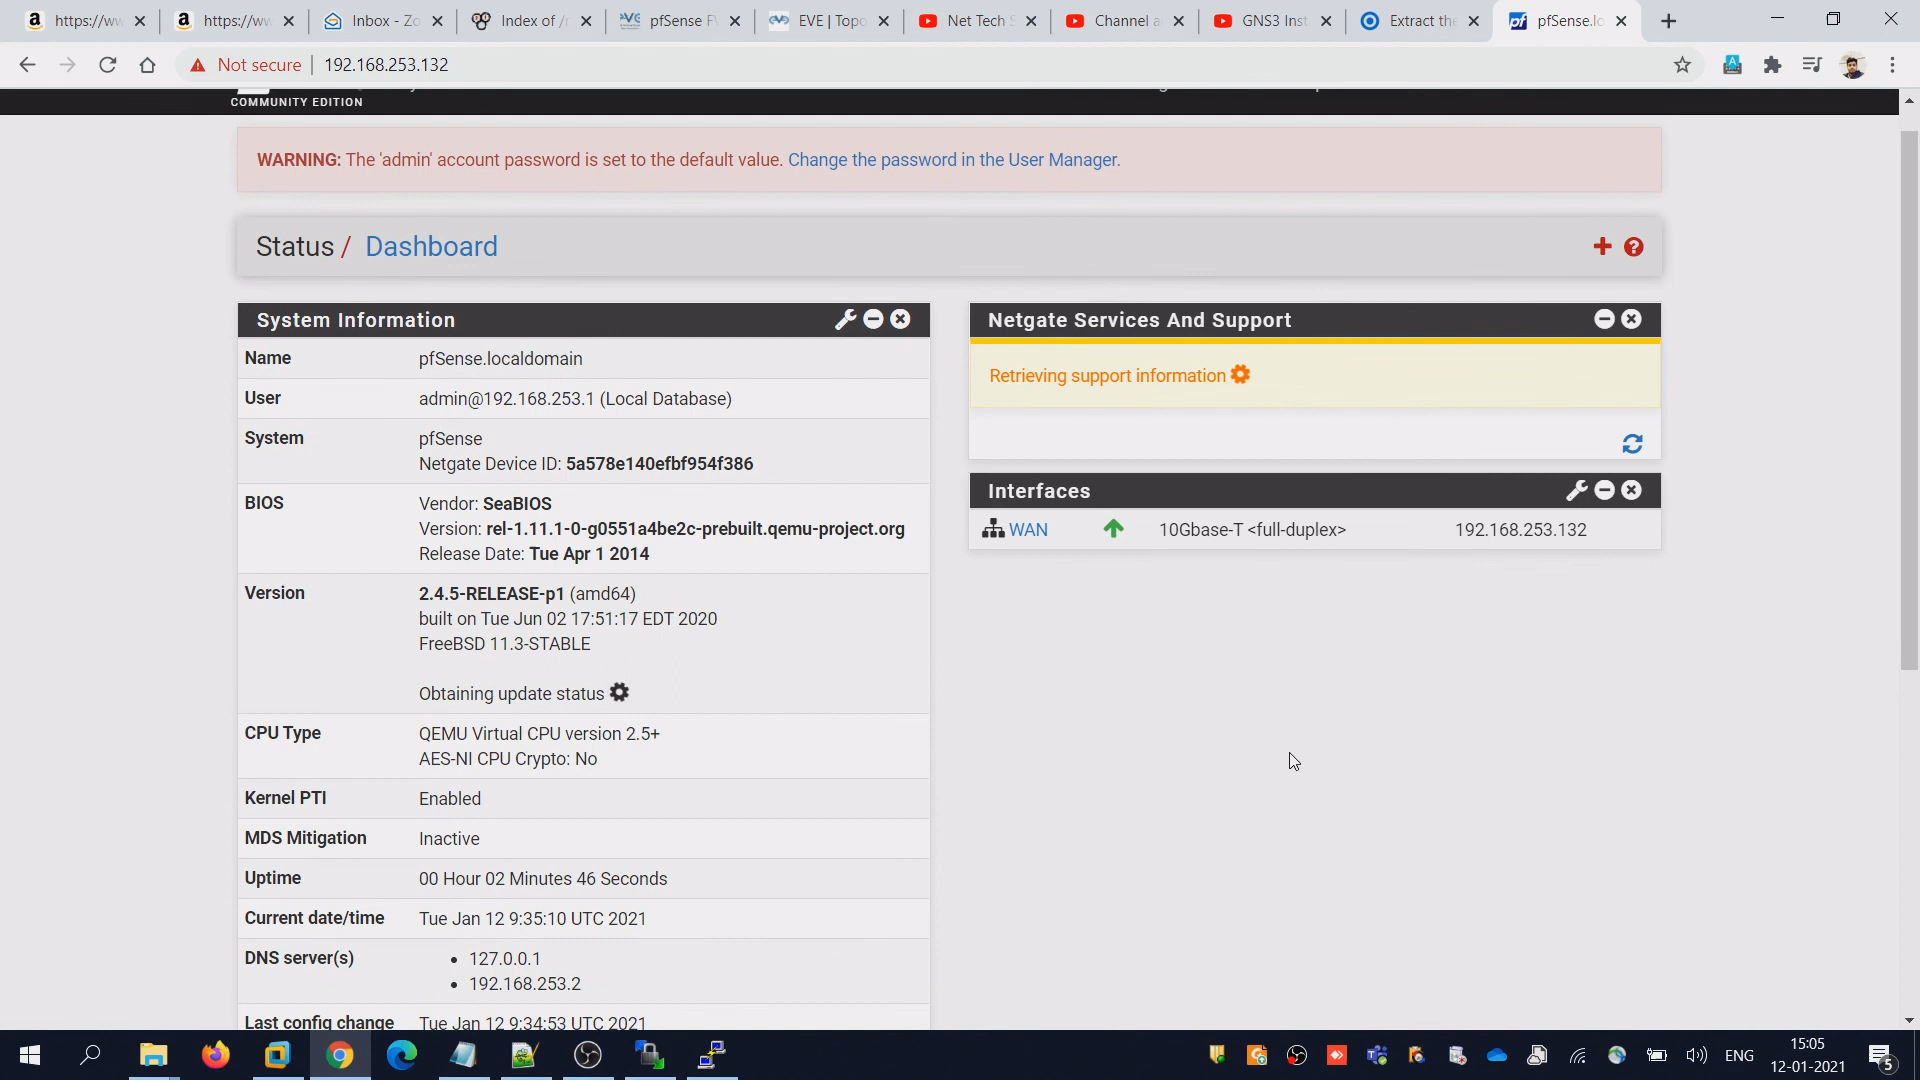 https://ww
https://ww
Inbox - Zo
Index of /
pfSense F
EVE | Topo
Net Tech
Channel a
GNS3 Inst
Extract the
pfSense.lo
Not secure
192.168.253.132
COMMUNITY EDITION
WARNING: The 'admin' account password is set to the default value. Change the password in the User Manager.
Status / Dashboard
System Information
Name pfSense.localdomain
User admin@192.168.253.1 (Local Database)
System pfSense
Netgate Device ID: 5a578e140efbf954f386
BIOS Vendor: SeaBIOS
Version: rel-1.11.1-0-g0551a4be2c-prebuilt.qemu-project.org
Release Date: Tue Apr 1 2014
Version 2.4.5-RELEASE-p1 (amd64)
built on Tue Jun 02 17:51:17 EDT 2020
FreeBSD 11.3-STABLE
Obtaining update status
CPU Type QEMU Virtual CPU version 2.5+
AES-NI CPU Crypto: No
Kernel PTI Enabled
MDS Mitigation Inactive
Uptime 00 Hour 02 Minutes 46 Seconds
Current date/time Tue Jan 12 9:35:10 UTC 2021
DNS server(s) • 127.0.0.1
• 192.168.253.2
Last config change Tue Jan 12 9:34:53 UTC 2021
Netgate Services And Support
Retrieving support information
Interfaces
WAN 10Gbase-T <full-duplex> 192.168.253.132
ENG
15:05
12-01-2021
5